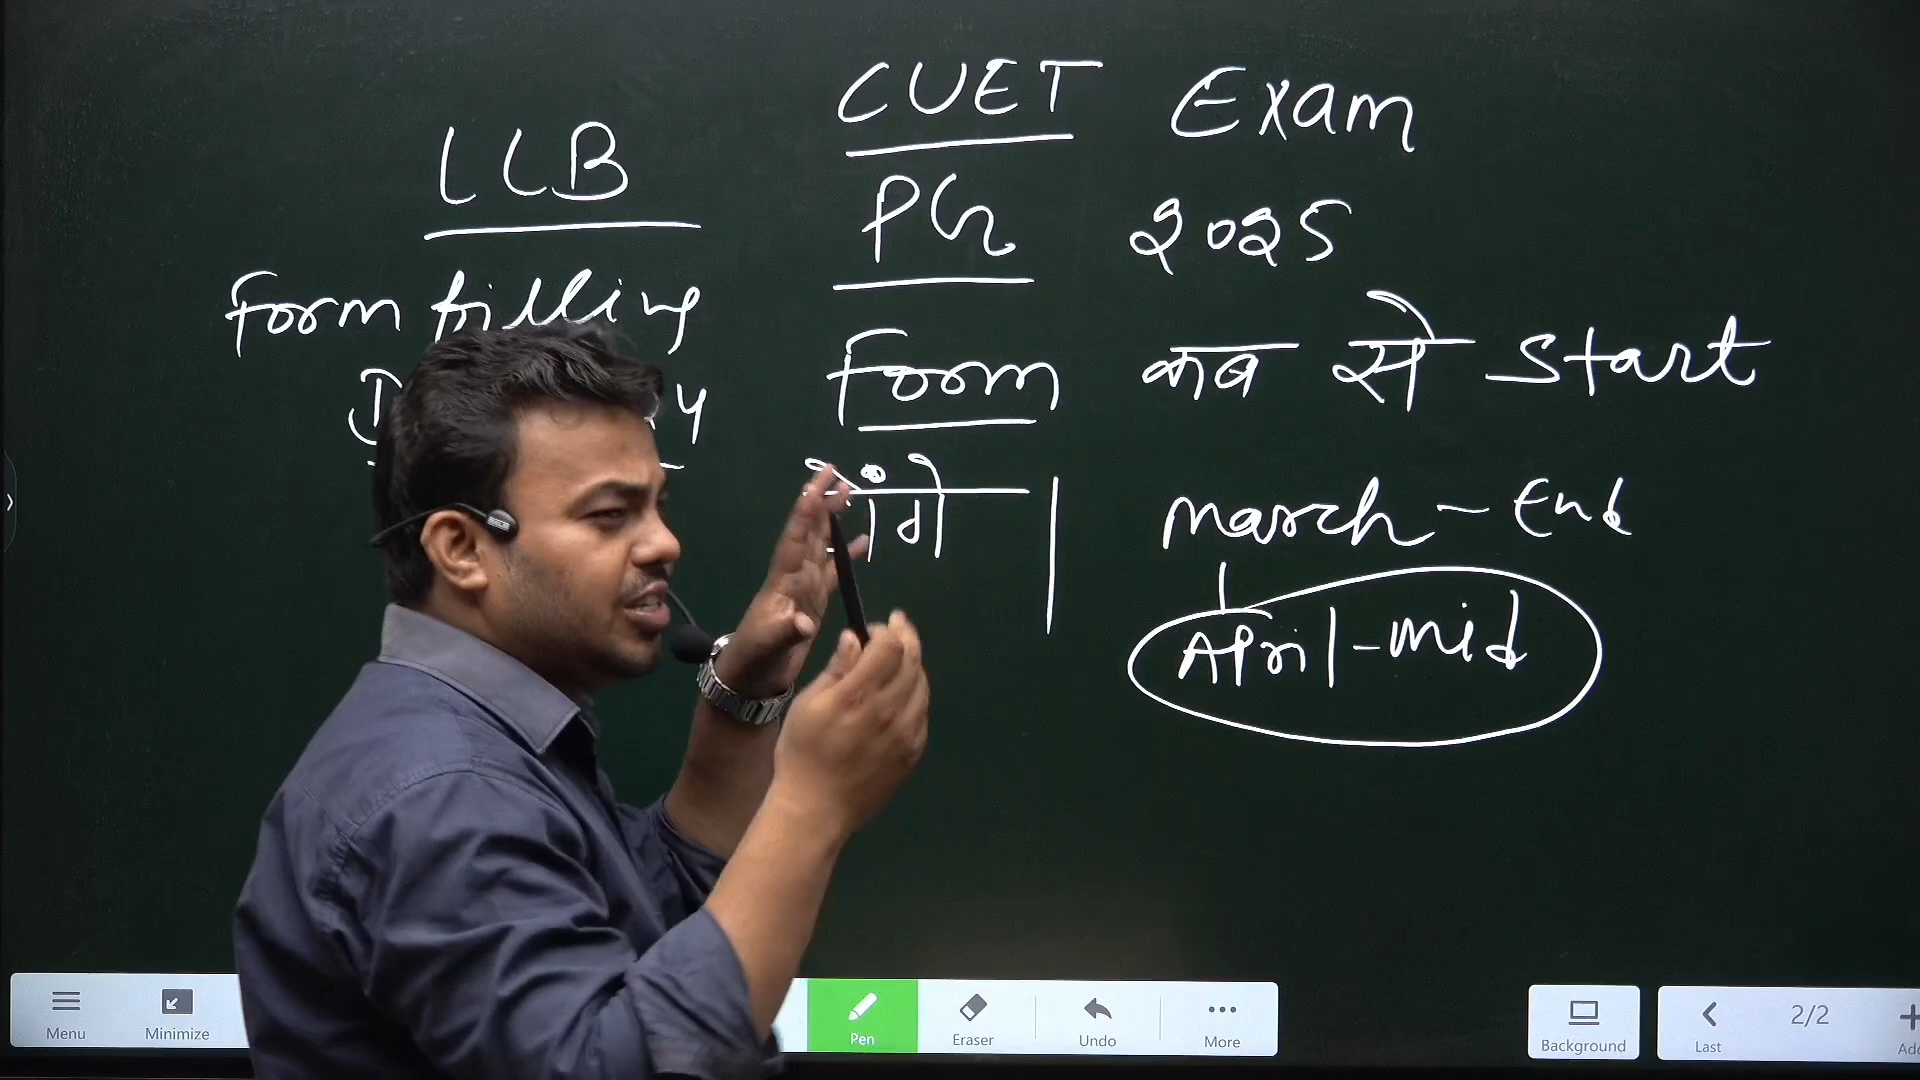 LLB
Form filling
CUET Exam
PG 2025
Form कब से Start
March - End
April - Mid
Menu
Minimize
Pen
Eraser
Undo
More
Background
Last
2/2